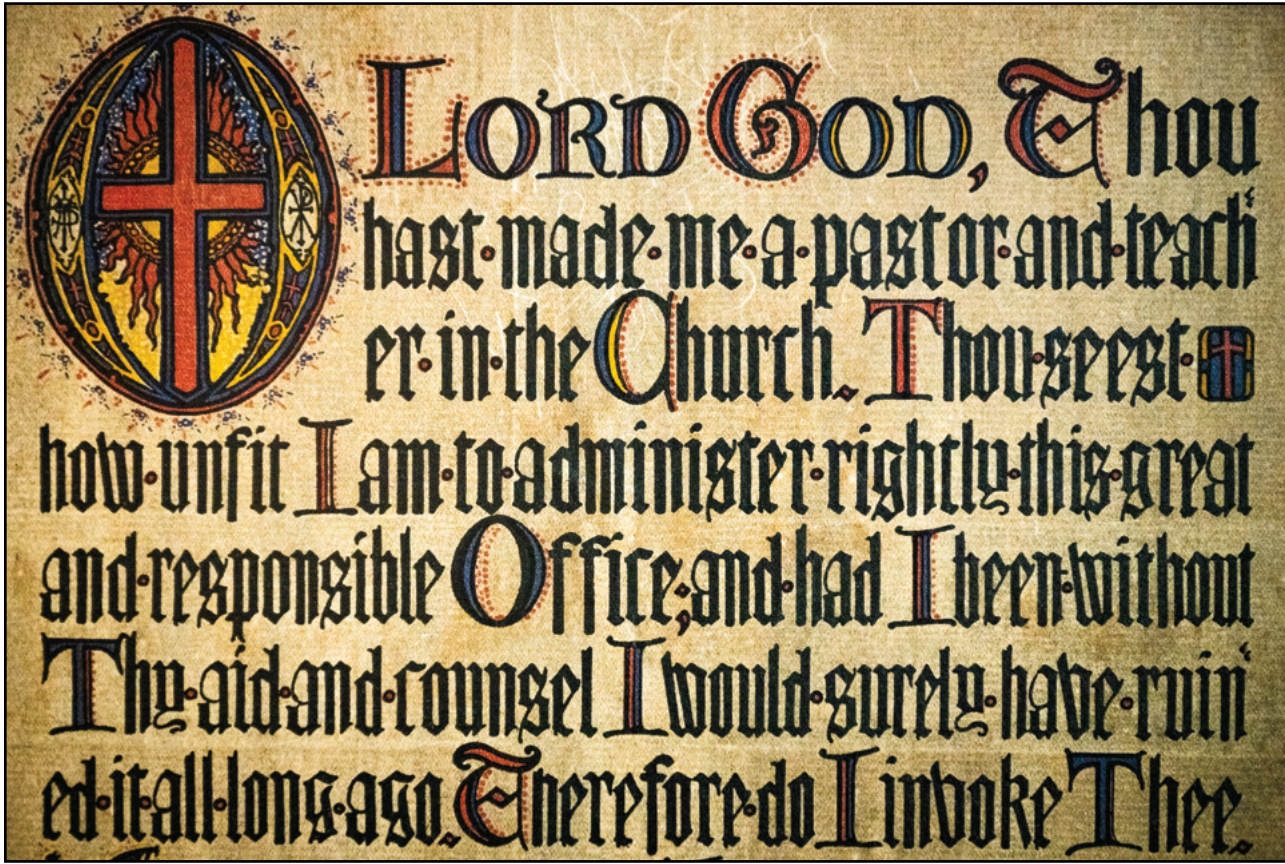 O LORD GOD, Thou
hast·made·me·a·pastor·and·teach
er·in·the Church. Thou·seest·
how·unfit I am·to·administer·rightly·this·great
and·responsible Office,·and·had I been·without
Thy·aid·and·counsel I would·surely·have·ruin
ed·it·all·long·ago. Therefore·do I invoke Thee.